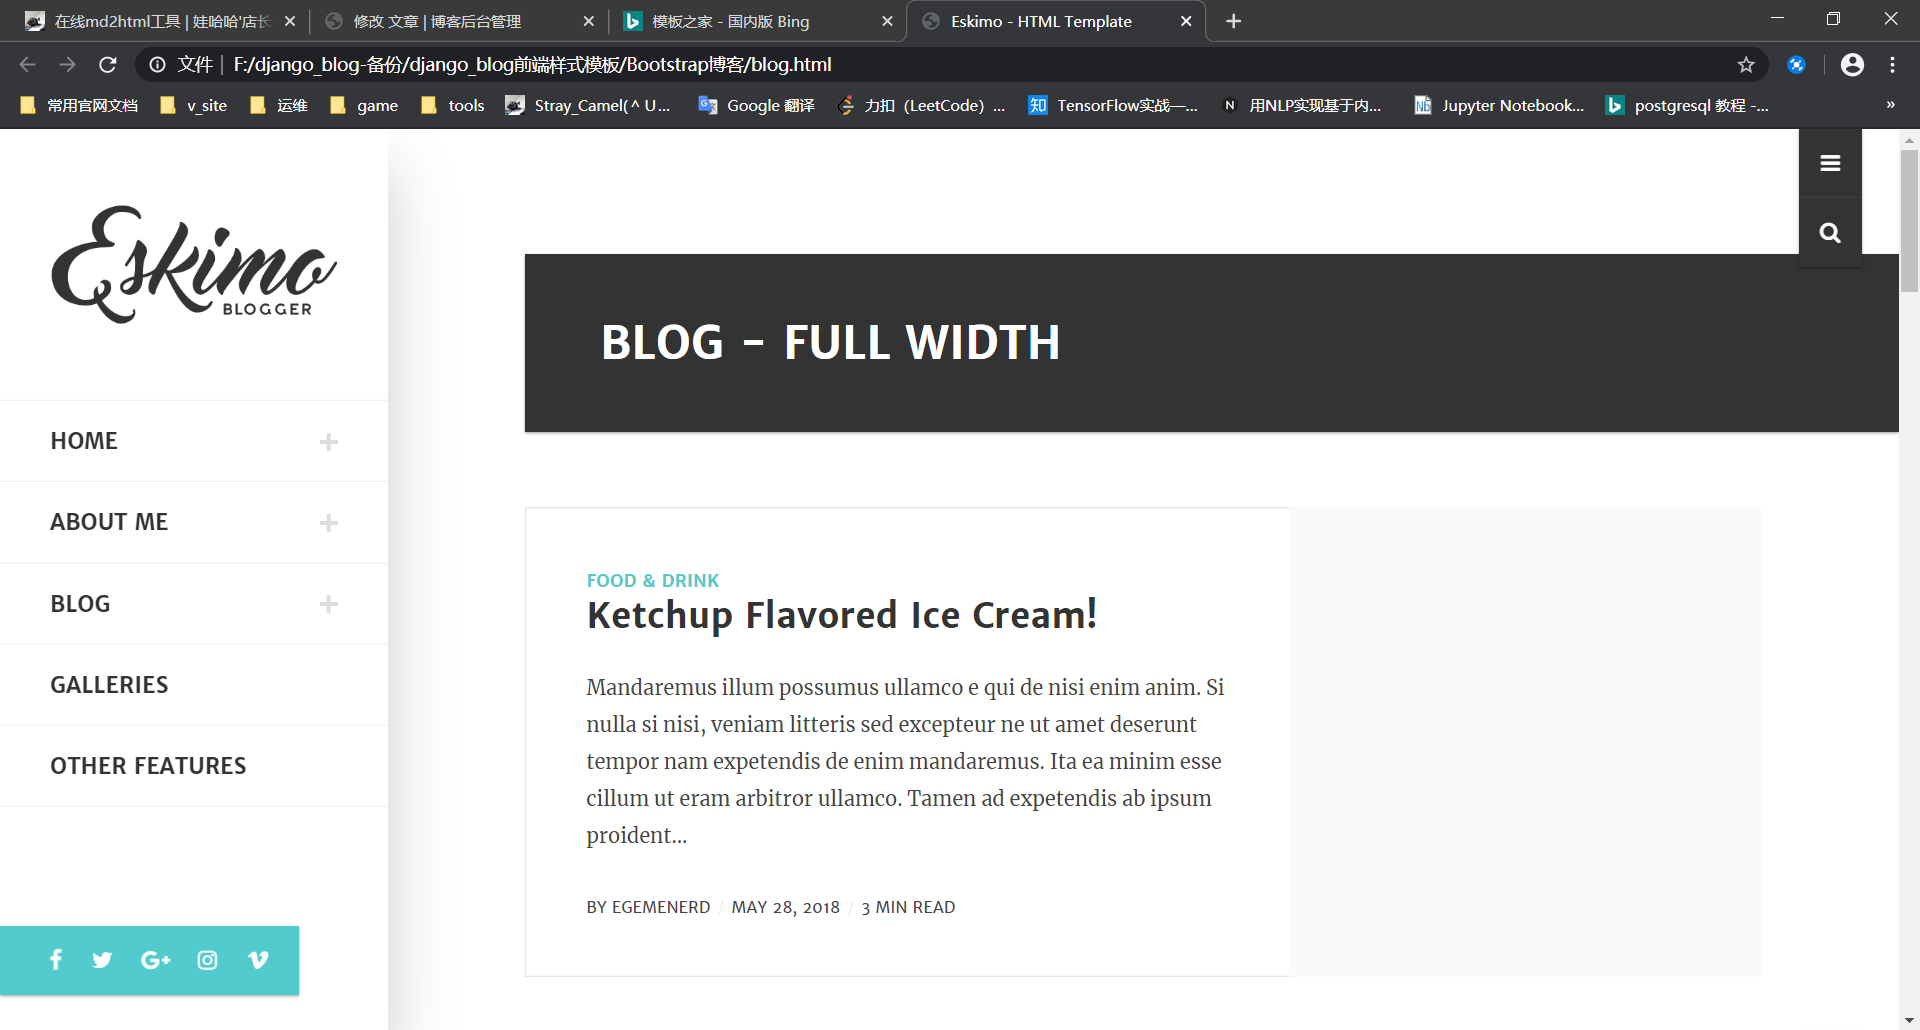 在线md2html工具 | 娃哈哈'店长
修改 文章 | 博客后台管理
模板之家 - 国内版 Bing
Eskimo - HTML Template
文件 | F:/django_blog-备份/django_blog前端样式模板/Bootstrap博客/blog.html
常用官网文档
v_site
运维
game
tools
Stray_Camel(^ U...
Google 翻译
力扣（LeetCode）...
TensorFlow实战—...
用NLP实现基于内...
Jupyter Notebook...
postgresql 教程 -...
»
Eskimo
BLOGGER
HOME
ABOUT ME
BLOG
GALLERIES
OTHER FEATURES
BLOG - FULL WIDTH
FOOD & DRINK
Ketchup Flavored Ice Cream!
Mandaremus illum possumus ullamco e qui de nisi enim anim. Si
nulla si nisi, veniam litteris sed excepteur ne ut amet deserunt
tempor nam expetendis de enim mandaremus. Ita ea minim esse
cillum ut eram arbitror ullamco. Tamen ad expetendis ab ipsum
proident...
BY EGEMENERD / MAY 28, 2018 / 3 MIN READ